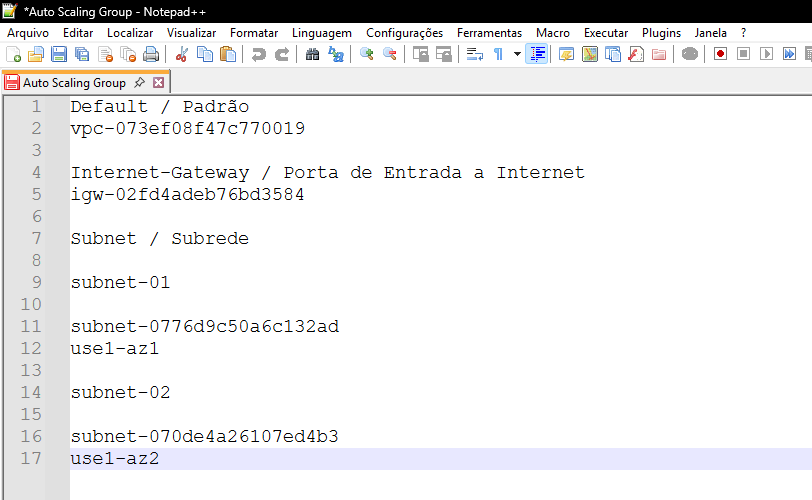 *Auto Scaling Group - Notepad++
Arquivo Editar Localizar Visualizar Formatar Linguagem Configurações Ferramentas Macro Executar Plugins Janela ?
Auto Scaling Group
1 Default / Padrão
2 vpc-073ef08f47c770019
3
4 Internet-Gateway / Porta de Entrada a Internet
5 igw-02fd4adeb76bd3584
6
7 Subnet / Subrede
8
9 subnet-01
10
11 subnet-0776d9c50a6c132ad
12 use1-az1
13
14 subnet-02
15
16 subnet-070de4a26107ed4b3
17 use1-az2